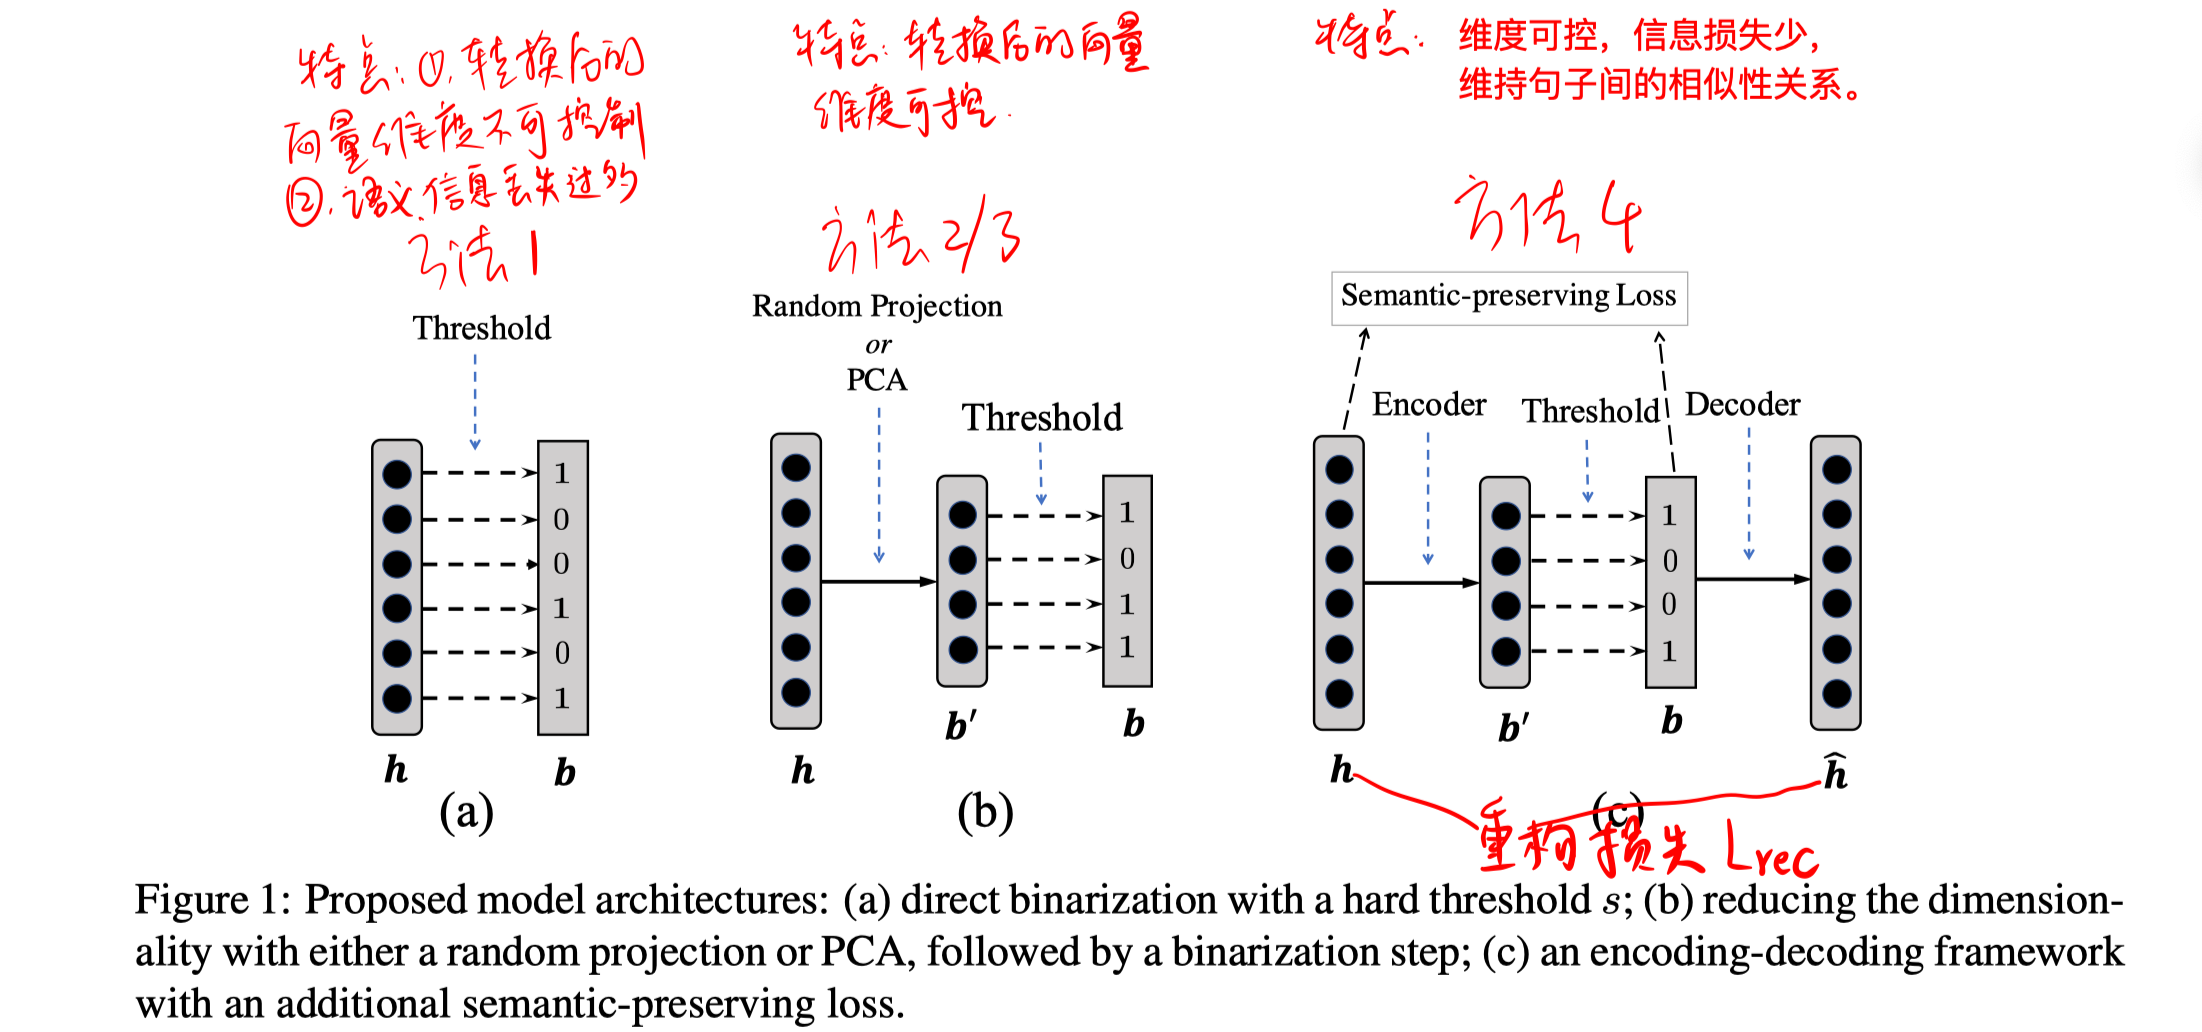 特点:①.转换后的
向量维度不可控制
②.语义信息丢失过多
方法1
Threshold
1
0
0
1
0
1
h
b
(a)
特点:转换后的向量
维度可控.
方法2/3
Random Projection
or
PCA
Threshold
1
0
1
1
h
b′
b
(b)
特点: 维度可控，信息损失少，
维持句子间的相似性关系。
方法4
Semantic-preserving Loss
Encoder
Threshold
Decoder
1
0
0
1
h
b′
b
ĥ
(c)
重构损失 Lrec
Figure 1: Proposed model architectures: (a) direct binarization with a hard threshold s; (b) reducing the dimension-
ality with either a random projection or PCA, followed by a binarization step; (c) an encoding-decoding framework
with an additional semantic-preserving loss.